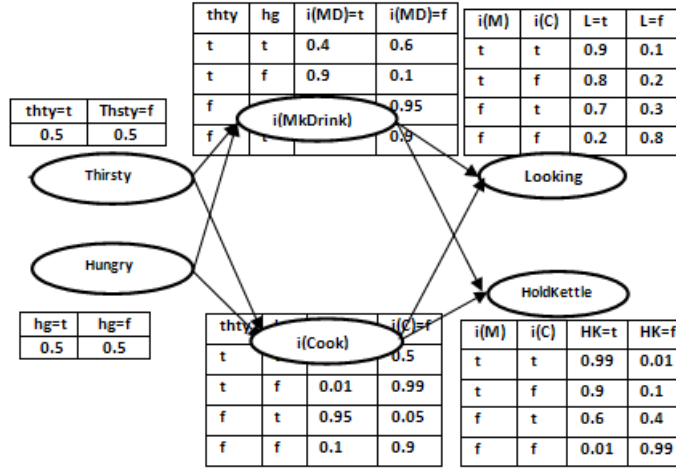 thty hg i(MD)=t i(MD)=f
t t 0.4 0.6
t f 0.9 0.1
f 0.95
f 0.9
i(MkDrink)
i(M) i(C) L=t L=f
t t 0.9 0.1
t f 0.8 0.2
f t 0.7 0.3
f f 0.2 0.8
thty=t Thsty=f
0.5 0.5
Thirsty
Looking
Hungry
HoldKettle
hg=t hg=f
0.5 0.5
thty i(C)=f
t 0.5
i(Cook)
t f 0.01 0.99
f t 0.95 0.05
f f 0.1 0.9
i(M) i(C) HK=t HK=f
t t 0.99 0.01
t f 0.9 0.1
f t 0.6 0.4
f f 0.01 0.99